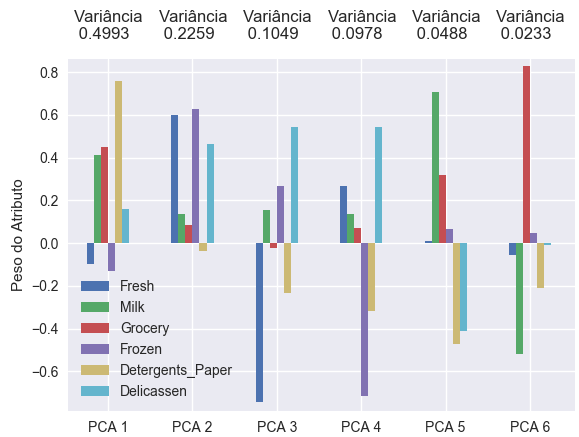 Variância Variância Variância Variância Variância Variância
0.4993 0.2259 0.1049 0.0978 0.0488 0.0233
0.8
0.6
0.4
0.2
0.0
−0.2
−0.4
−0.6
Peso do Atributo
Fresh
Milk
Grocery
Frozen
Detergents_Paper
Delicassen
PCA 1 PCA 2 PCA 3 PCA 4 PCA 5 PCA 6